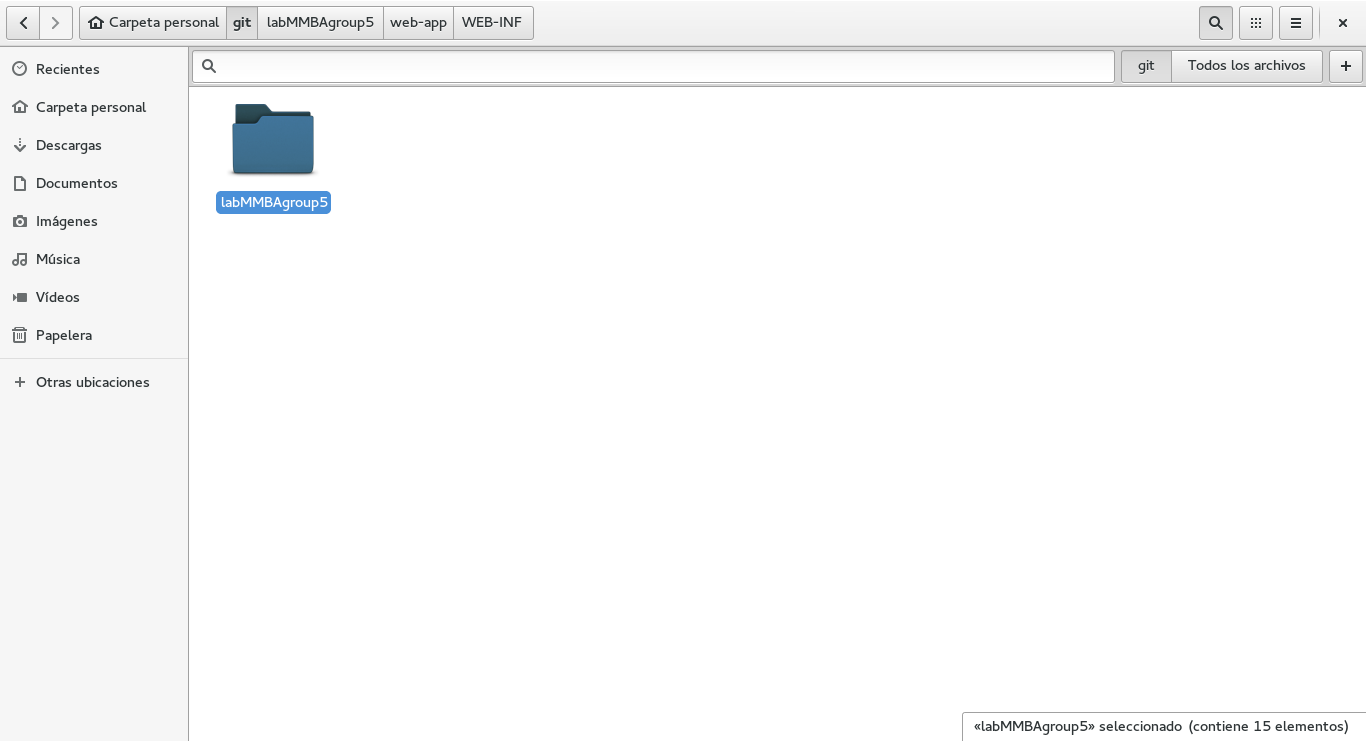 Carpeta personal git labMMBAgroup5 web-app WEB-INF
Recientes
Carpeta personal
Descargas
Documentos
Imágenes
Música
Vídeos
Papelera
Otras ubicaciones
git Todos los archivos
labMMBAgroup5
«labMMBAgroup5» seleccionado (contiene 15 elementos)